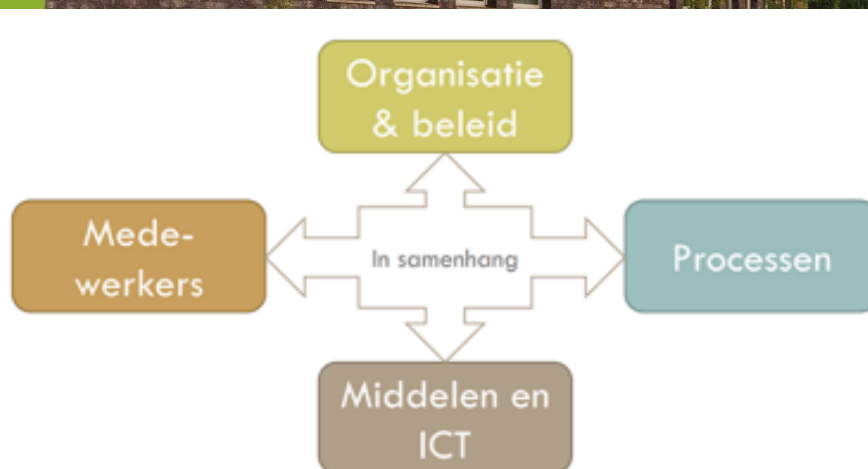 Organisatie
& beleid
Mede-
werkers
In samenhang
Processen
Middelen en
ICT